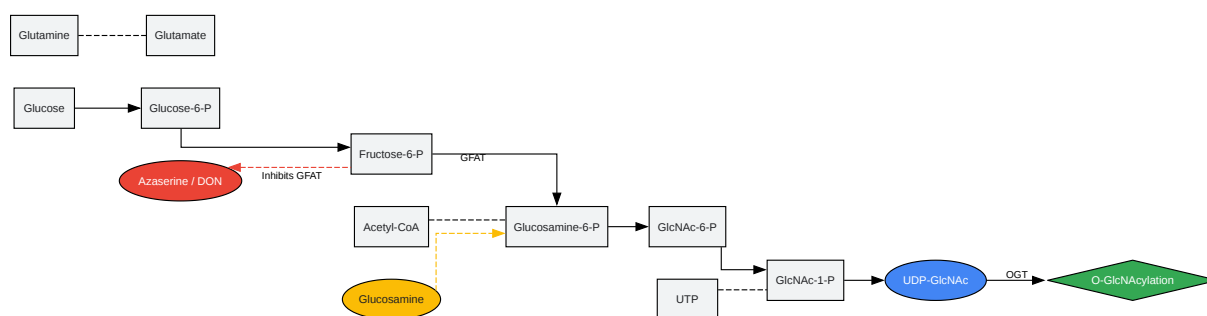 Glutamine
Glutamate
Glucose
Glucose-6-P
Fructose-6-P
GFAT
Azaserine / DON
Inhibits GFAT
Acetyl-CoA
Glucosamine-6-P
GlcNAc-6-P
Glucosamine
UTP
GlcNAc-1-P
UDP-GlcNAc
OGT
O-GlcNAcylation